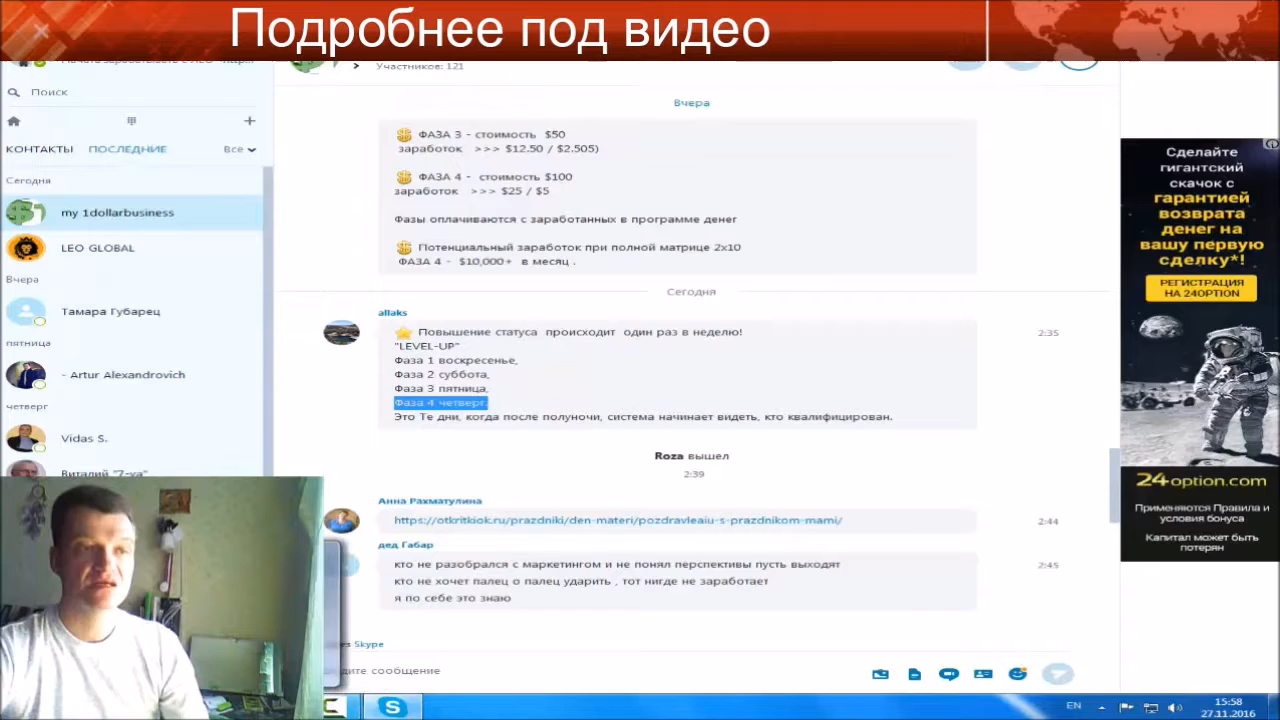 Подробнее под видео
Участников: 121
Поиск
КОНТАКТЫ ПОСЛЕДНИЕ Все
Сегодня
my 1dollarbusiness
LEO GLOBAL
Вчера
Тамара Губарец
пятница
- Artur Alexandrovich
четверг
Vidas S.
Виталий "7-ya"
Вчера
ФАЗА 3 - стоимость $50
заработок >>> $12.50 / $2.505)
ФАЗА 4 - стоимость $100
заработок >>> $25 / $5
Фазы оплачиваются с заработанных в программе денег
Потенциальный заработок при полной матрице 2x10
ФАЗА 4 - $10,000+ в месяц .
Сегодня
allaks
Повышение статуса происходит один раз в неделю! 2:35
"LEVEL-UP"
Фаза 1 воскресенье,
Фаза 2 суббота,
Фаза 3 пятница,
Фаза 4 четверг.
Это Те дни, когда после полуночи, система начинает видеть, кто квалифицирован.
Roza вышел
2:39
Анна Рахматулина
https://otkritkiok.ru/prazdniki/den-materi/pozdravleaiu-s-prazdnikom-mami/ 2:44
дед Габар
кто не разобрался с маркетингом и не понял перспективы пусть выходят 2:45
кто не хочет палец о палец ударить , тот нигде не заработает
я по себе это знаю
Skype
сообщение
Сделайте
гигантский
скачок с
гарантией
возврата
денег на
вашу первую
сделку*!
РЕГИСТРАЦИЯ
НА 24OPTION
24option.com
Применяются Правила и
условия бонуса
Капитал может быть
потерян
EN
15:58
27.11.2016